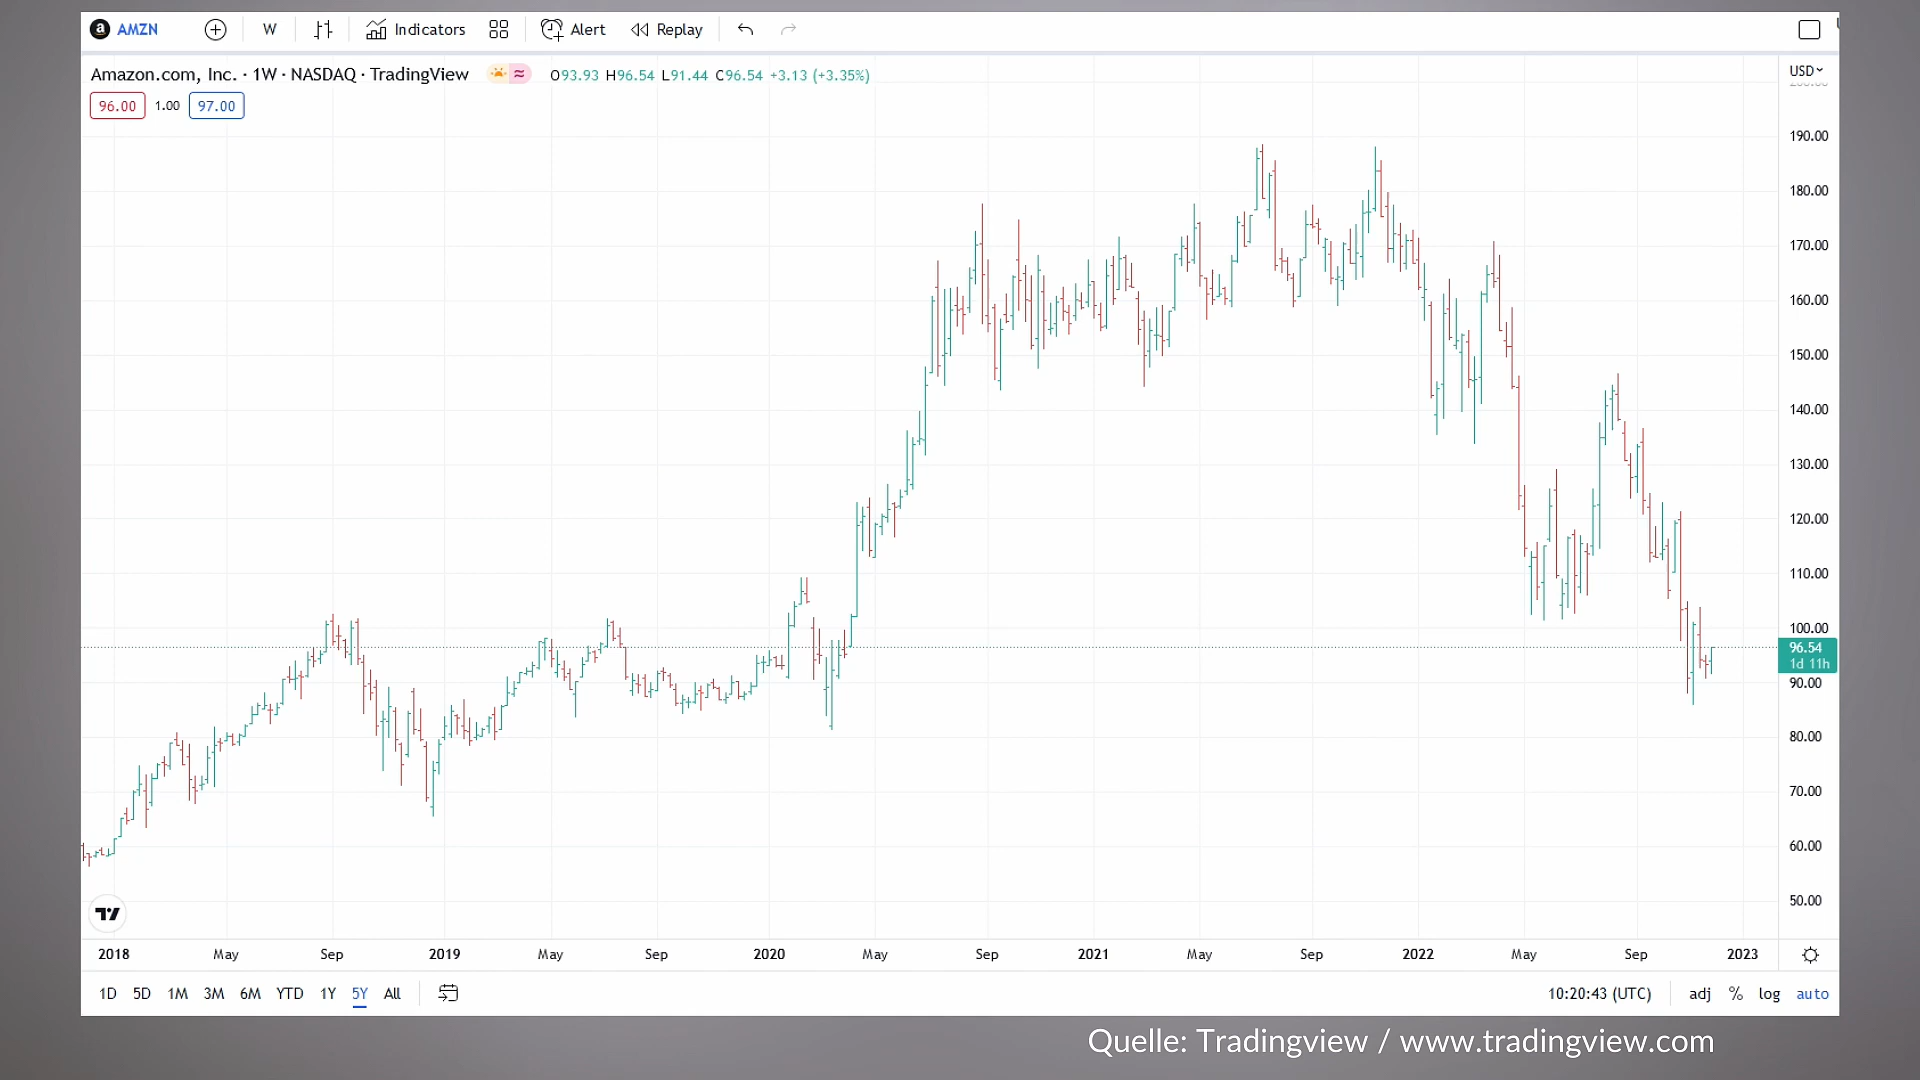 AMZN W Indicators Alert Replay
Amazon.com, Inc. · 1W · NASDAQ · TradingView O93.93 H96.54 L91.44 C96.54 +3.13 (+3.35%)
USD
96.00 1.00 97.00
190.00
180.00
170.00
160.00
150.00
140.00
130.00
120.00
110.00
100.00
96.54
1d 11h
90.00
80.00
70.00
60.00
50.00
2018 May Sep 2019 May Sep 2020 May Sep 2021 May Sep 2022 May Sep 2023
1D 5D 1M 3M 6M YTD 1Y 5Y All 10:20:43 (UTC) adj % log auto
Quelle: Tradingview / www.tradingview.com